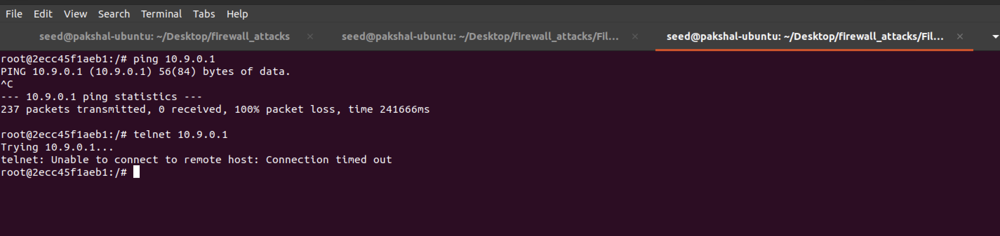 File Edit View Search Terminal Tabs Help
seed@pakshal-ubuntu: ~/Desktop/firewall_attacks × seed@pakshal-ubuntu: ~/Desktop/firewall_attacks/Fil... × seed@pakshal-ubuntu: ~/Desktop/firewall_attacks/Fil... ×
root@2ecc45f1aeb1:/# ping 10.9.0.1
PING 10.9.0.1 (10.9.0.1) 56(84) bytes of data.
^C
--- 10.9.0.1 ping statistics ---
237 packets transmitted, 0 received, 100% packet loss, time 241666ms
root@2ecc45f1aeb1:/# telnet 10.9.0.1
Trying 10.9.0.1...
telnet: Unable to connect to remote host: Connection timed out
root@2ecc45f1aeb1:/#